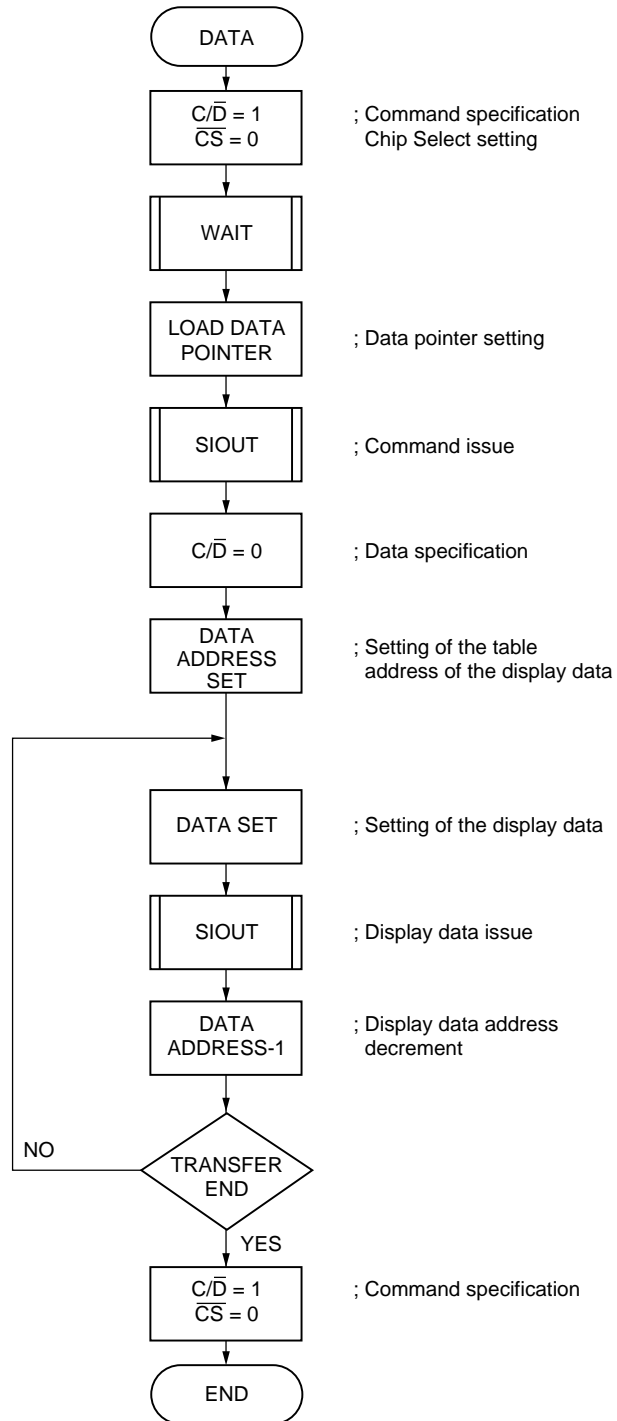 DATA
C/D̅ = 1
C̅S̅ = 0
; Command specification
Chip Select setting
WAIT
LOAD DATA
POINTER
; Data pointer setting
SIOUT
; Command issue
C/D̅ = 0
; Data specification
DATA
ADDRESS
SET
; Setting of the table
address of the display data
DATA SET
; Setting of the display data
SIOUT
; Display data issue
DATA
ADDRESS-1
; Display data address
decrement
NO
TRANSFER
END
YES
C/D̅ = 1
C̅S̅ = 0
; Command specification
END